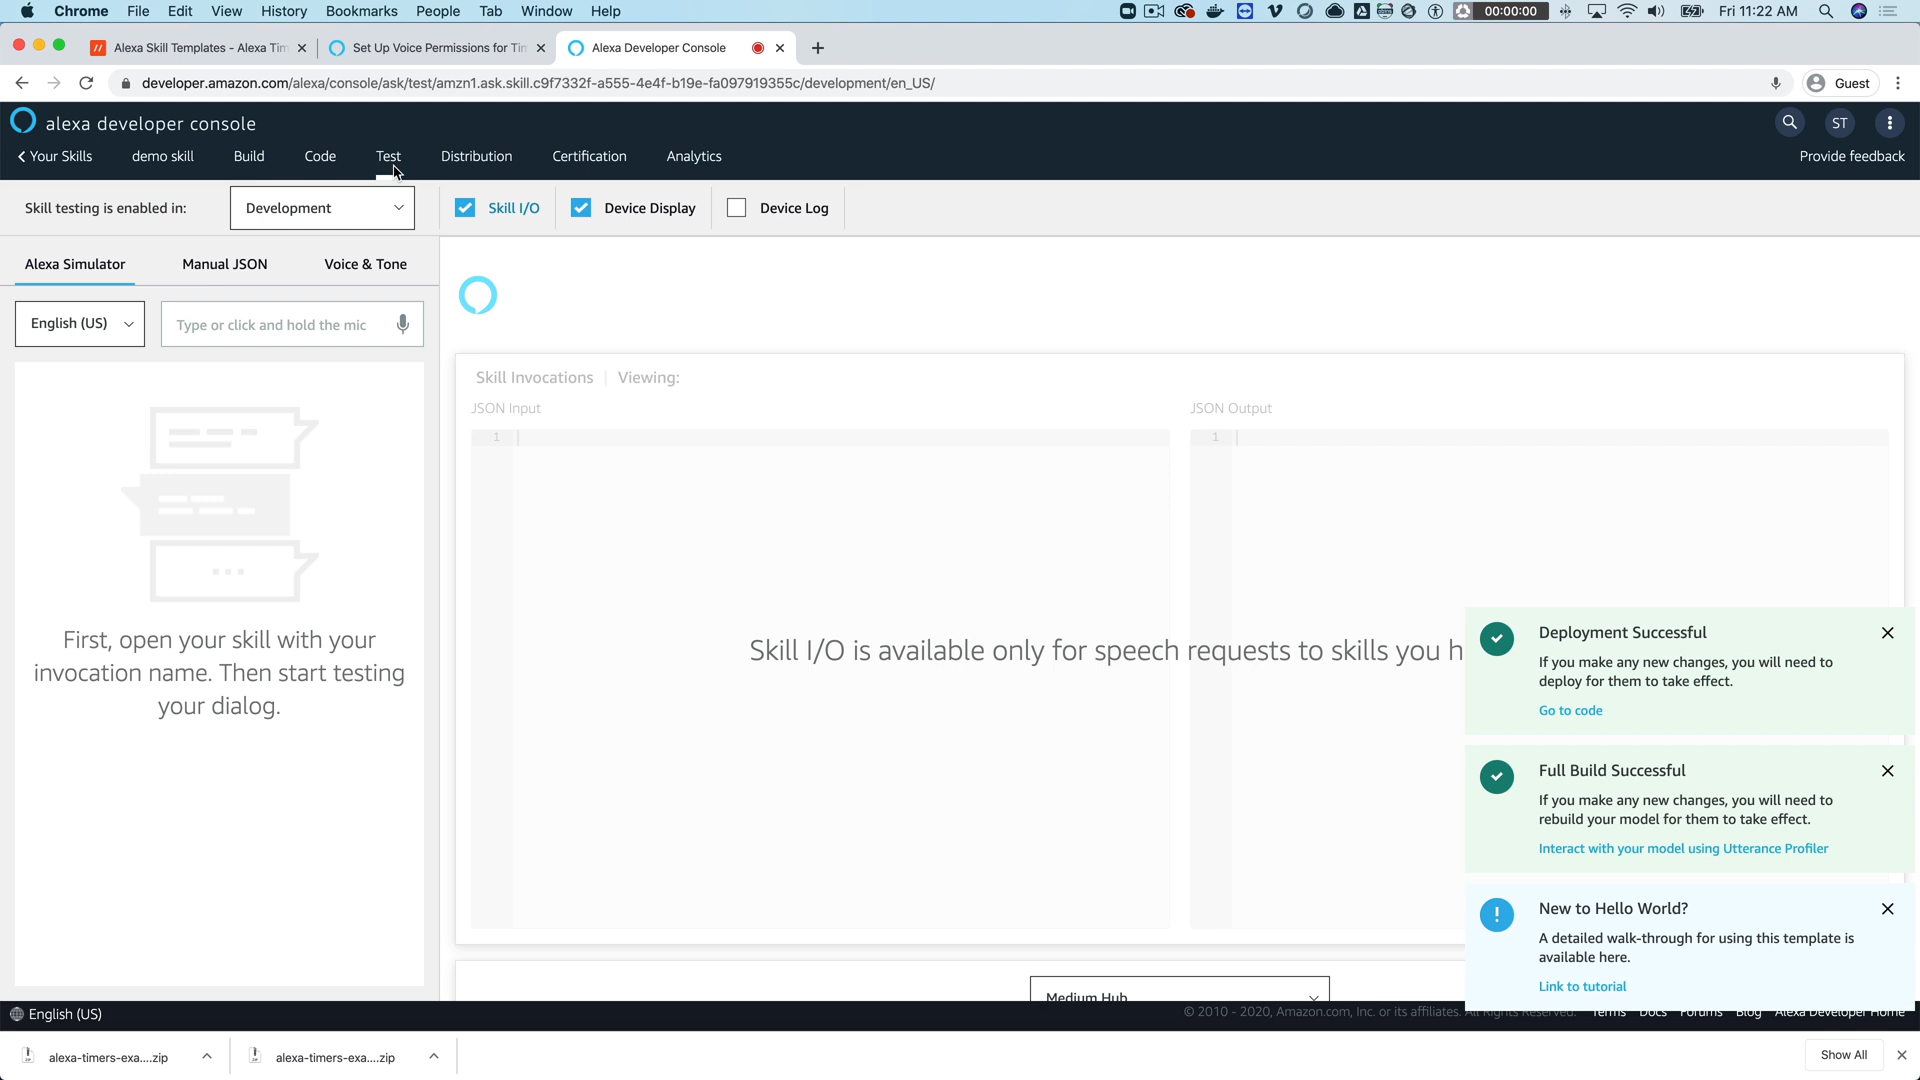 Chrome File Edit View History Bookmarks People Tab Window Help 00:00:00 Fri 11:22 AM
Alexa Skill Templates - Alexa Tim Set Up Voice Permissions for Tim Alexa Developer Console
developer.amazon.com/alexa/console/ask/test/amzn1.ask.skill.c9f7332f-a555-4e4f-b19e-fa097919355c/development/en_US/ Guest
alexa developer console ST
Your Skills demo skill Build Code Test Distribution Certification Analytics Provide feedback
Skill testing is enabled in: Development Skill I/O Device Display Device Log
Alexa Simulator Manual JSON Voice & Tone
English (US) Type or click and hold the mic
Skill Invocations | Viewing:
JSON Input JSON Output
1 1
First, open your skill with your
invocation name. Then start testing
your dialog.
Skill I/O is available only for speech requests to skills you h
Deployment Successful
If you make any new changes, you will need to
deploy for them to take effect.
Go to code
Full Build Successful
If you make any new changes, you will need to
rebuild your model for them to take effect.
Interact with your model using Utterance Profiler
New to Hello World?
A detailed walk-through for using this template is
available here.
Link to tutorial
Medium Hub
English (US) © 2010 - 2020, Amazon.com, Inc. or its affiliates. All Rights Reserved. Terms Docs Forums Blog Alexa Developer Home
alexa-timers-exa....zip alexa-timers-exa....zip Show All